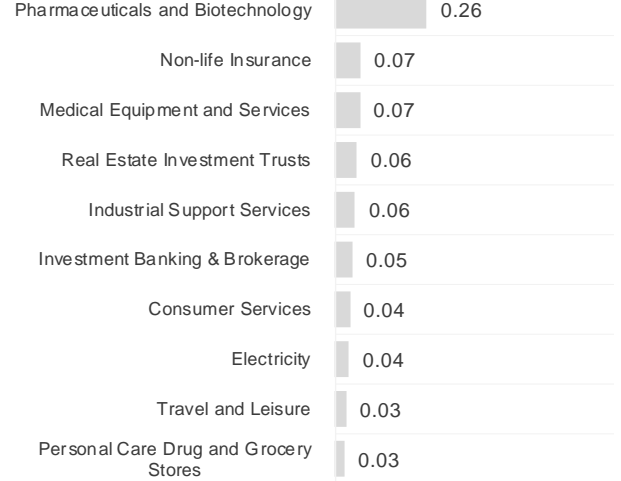 Pharmaceuticals and Biotechnology 0.26
Non-life Insurance 0.07
Medical Equipment and Services 0.07
Real Estate Investment Trusts 0.06
Industrial Support Services 0.06
Investment Banking & Brokerage 0.05
Consumer Services 0.04
Electricity 0.04
Travel and Leisure 0.03
Personal Care Drug and Grocery
Stores 0.03